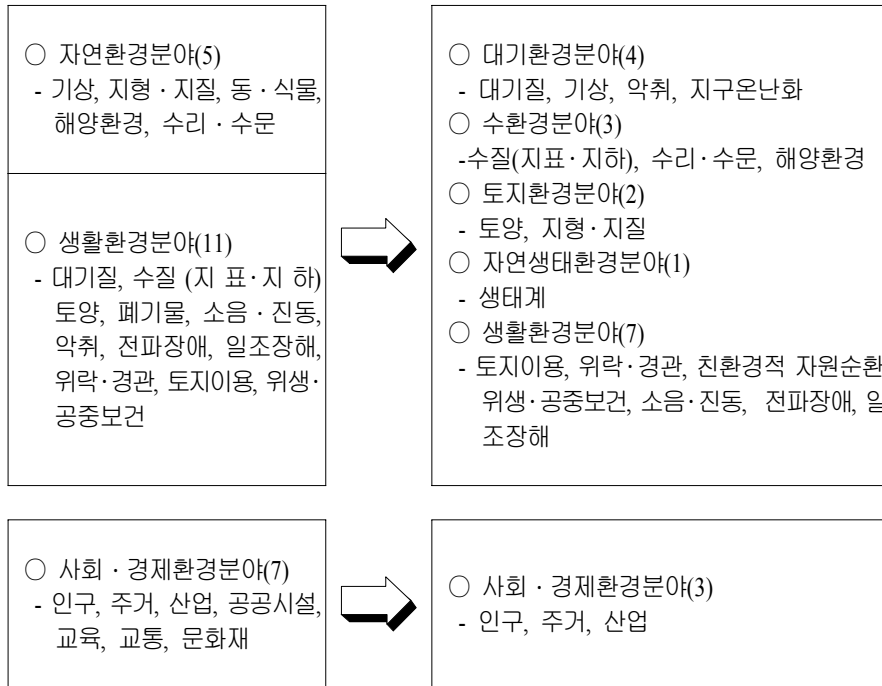 ○ 자연환경분야(5)
- 기상, 지형 · 지질, 동 · 식물,
해양환경, 수리 · 수문
○ 생활환경분야(11)
- 대기질, 수질 (지 표·지 하)
토양, 폐기물, 소음 · 진동,
악취, 전파장애, 일조장해,
위락·경관, 토지이용, 위생·
공중보건
○ 대기환경분야(4)
- 대기질, 기상, 악취, 지구온난화
○ 수환경분야(3)
-수질(지표·지하), 수리·수문, 해양환경
○ 토지환경분야(2)
- 토양, 지형·지질
○ 자연생태환경분야(1)
- 생태계
○ 생활환경분야(7)
- 토지이용, 위락·경관, 친환경적 자원순환
위생·공중보건, 소음·진동, 전파장애, 일
조장해
○ 사회 · 경제환경분야(7)
- 인구, 주거, 산업, 공공시설,
교육, 교통, 문화재
○ 사회 · 경제환경분야(3)
- 인구, 주거, 산업